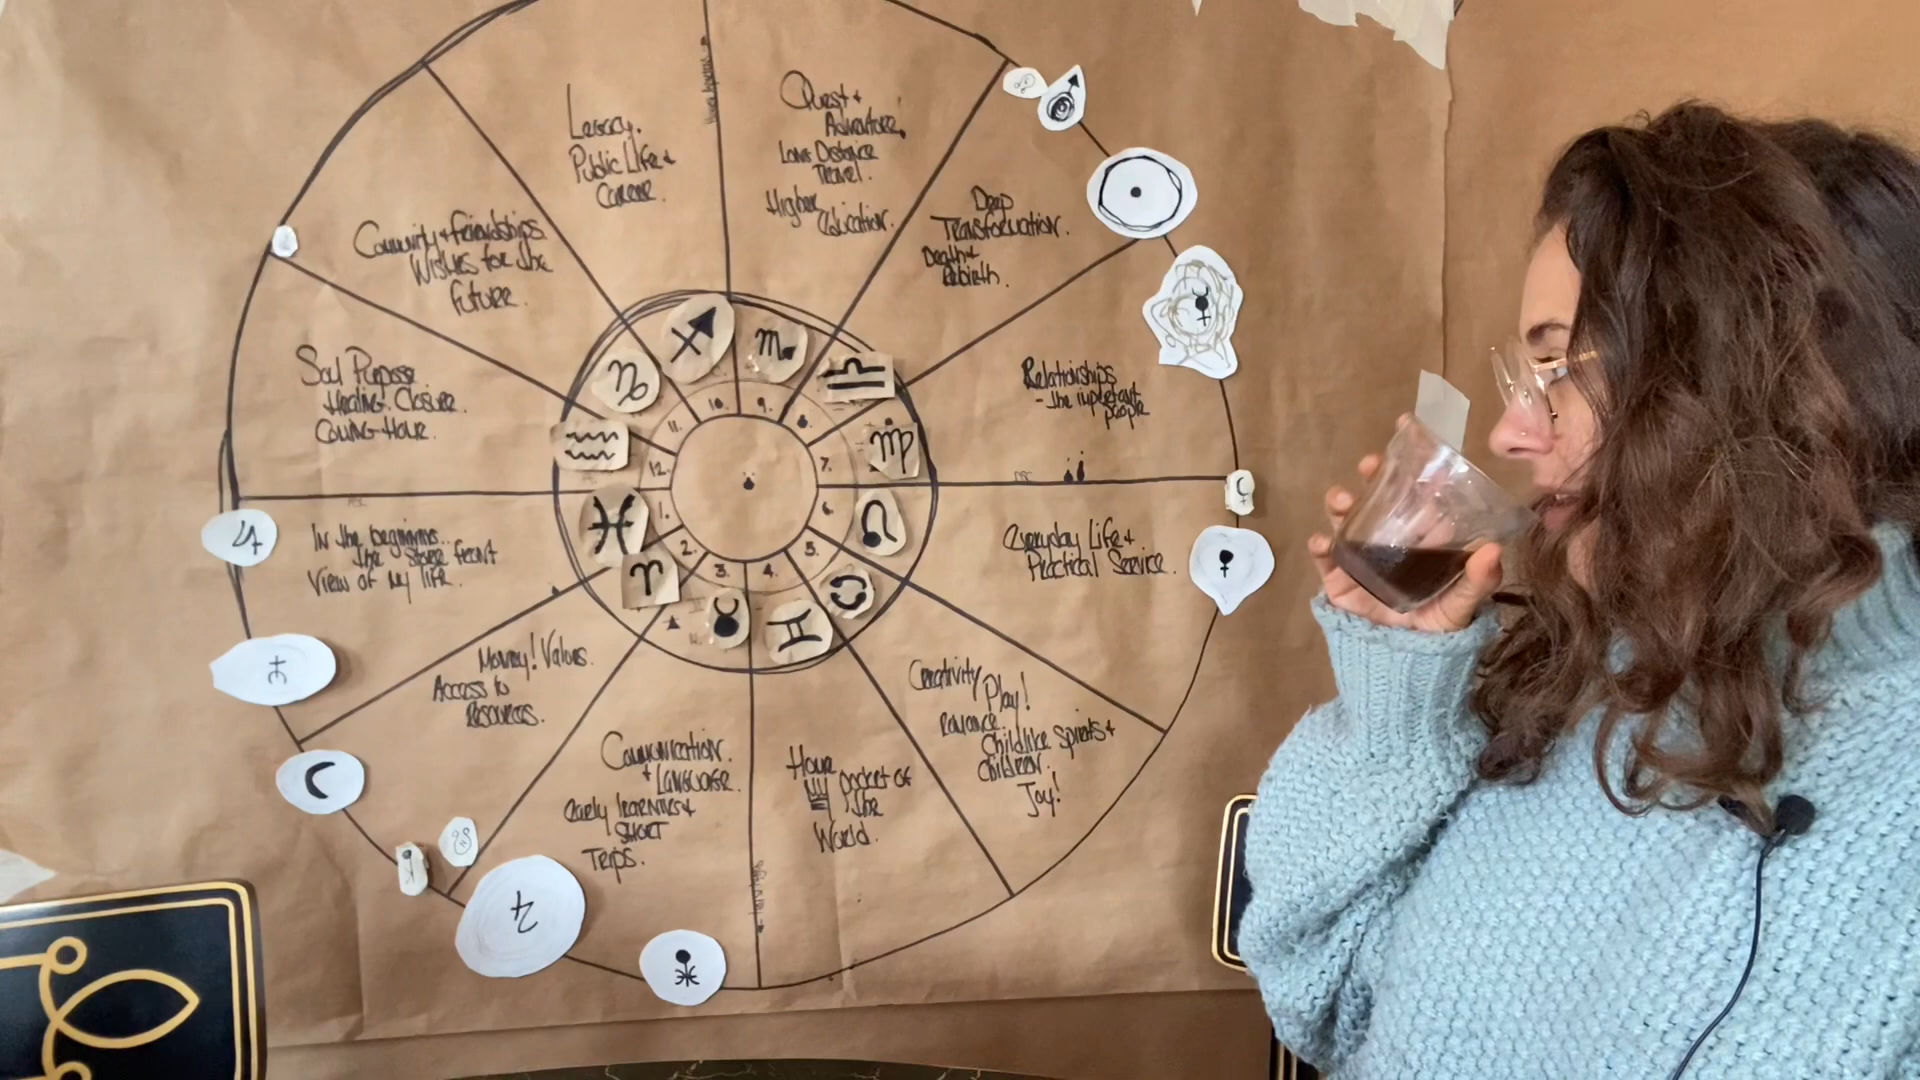 Legacy.
Public Life +
Career.
Quest +
Adventure.
Long Distance
Travel.
Higher
Education.
Community + friendships.
Wishes for the
future.
Deep
Transformation.
Death +
Rebirth.
Soul Purpose
Healing. Closure.
Relationships
- the important
people
In the beginning..
the store front
View of my life.
Everyday Life +
Practical Service.
Money! Values.
Access to
Resources.
Communication.
+ Language.
early learning +
SHORT
Trips.
pocket of
the
World.
Creativity
Play!
Romance.
Childlike Spirits +
Children.
Joy!
10.
9.
11.
8.
12.
7.
1.
6.
2.
5.
3.
4.
DSC